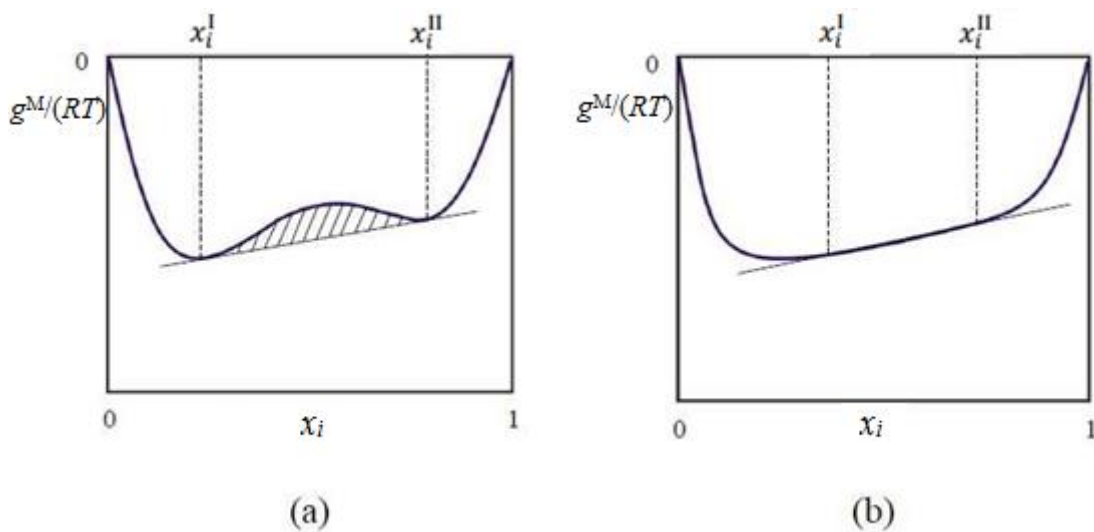 x_i^I x_i^II
0
g^M/(RT)
0 x_i 1
(a)
x_i^I x_i^II
0
g^M/(RT)
0 x_i 1
(b)